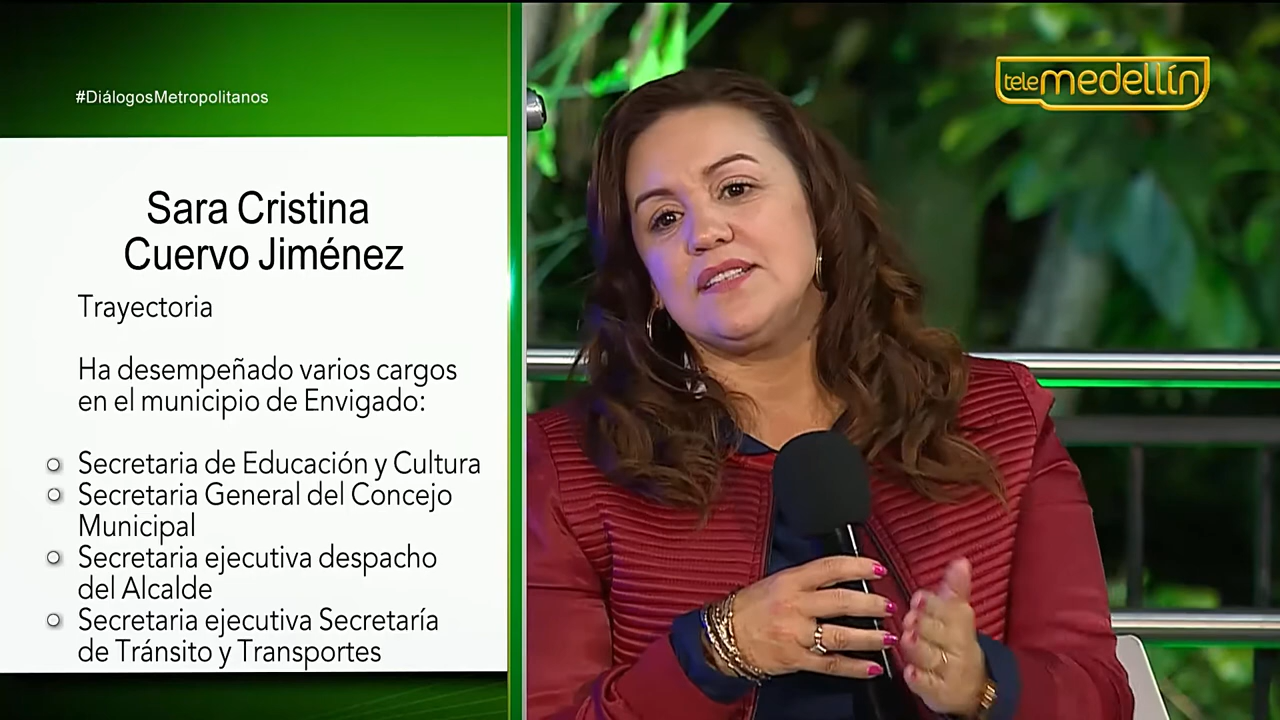 #DiálogosMetropolitanos
Sara Cristina
Cuervo Jiménez
Trayectoria
Ha desempeñado varios cargos
en el municipio de Envigado:
Secretaria de Educación y Cultura
Secretaria General del Concejo
Municipal
Secretaria ejecutiva despacho
del Alcalde
Secretaria ejecutiva Secretaría
de Tránsito y Transportes
telemedellín